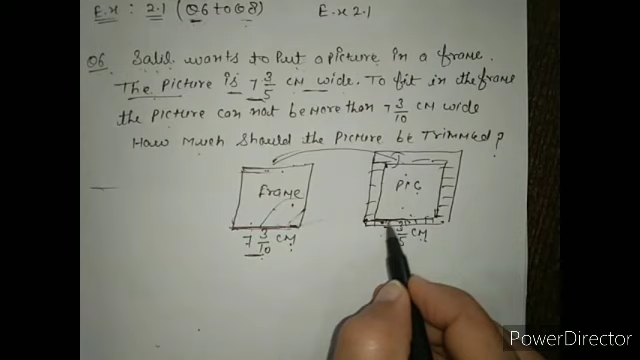 E.x : 2.1 (Q6 to Q8) E.x 2.1
Q6 Salil wants to Put a picture in a frame.
The Picture is 7 3/5 CM wide. To fit in the frame
the Picture can not be More than 7 3/10 CM wide
How Much Should the Picture be Trimmed?
FRAME PIC
7 3/10 CM 3/5 CM
PowerDirector